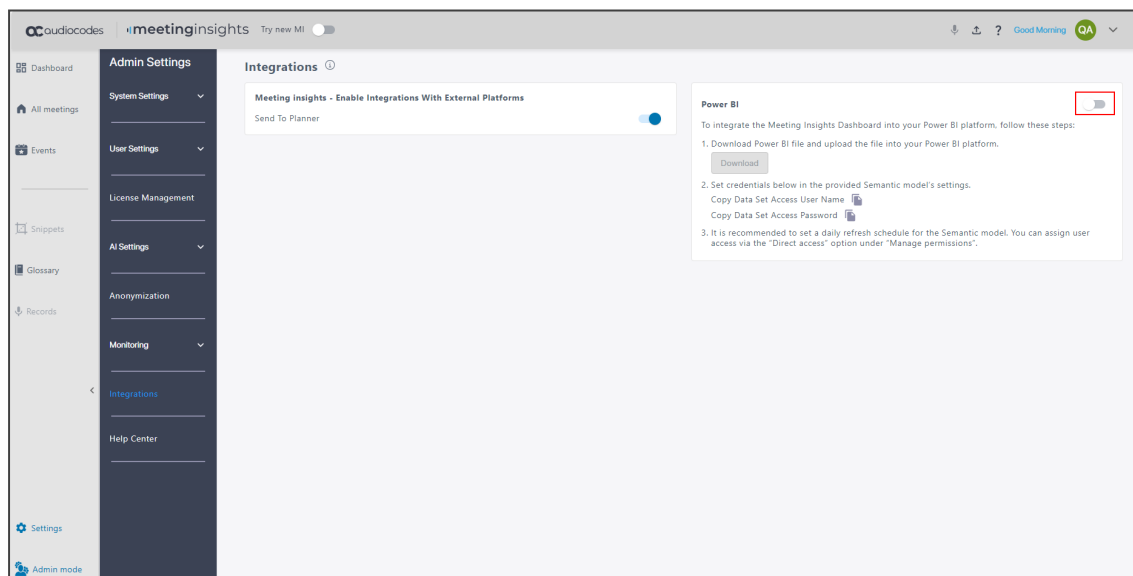 audiocodes meetinginsights Try new MI ? Good Morning QA
Dashboard
All meetings
Events
Snippets
Glossary
Records
Settings
Admin mode
Admin Settings
System Settings
User Settings
License Management
AI Settings
Anonymization
Monitoring
Integrations
Help Center
Integrations
Meeting insights - Enable Integrations With External Platforms
Send To Planner
Power BI
To integrate the Meeting Insights Dashboard into your Power BI platform, follow these steps:
1. Download Power BI file and upload the file into your Power BI platform.
Download
2. Set credentials below in the provided Semantic model's settings.
Copy Data Set Access User Name
Copy Data Set Access Password
3. It is recommended to set a daily refresh schedule for the Semantic model. You can assign user
access via the "Direct access" option under "Manage permissions".